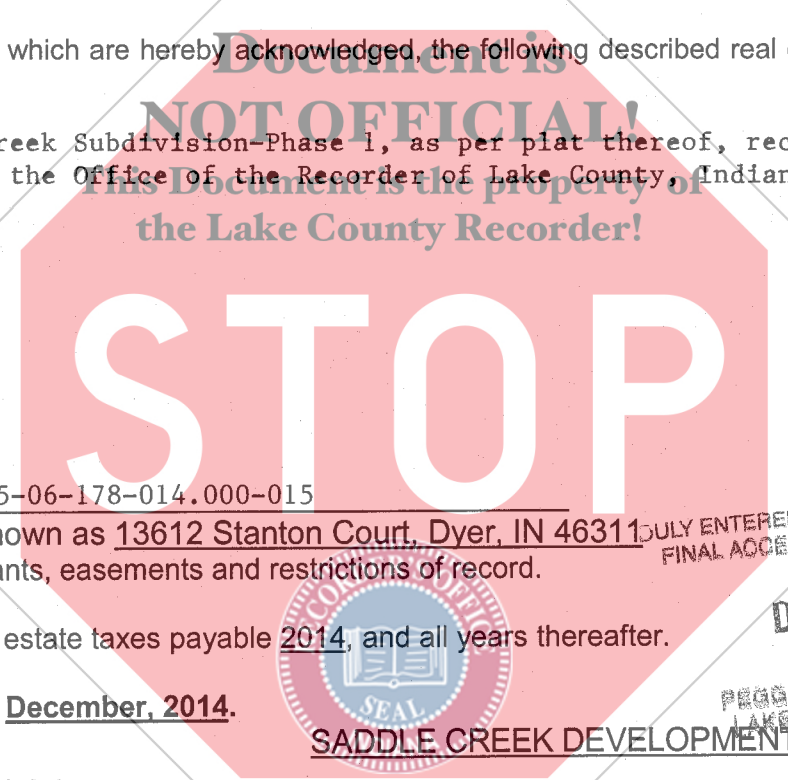 which are hereby acknowledged, the following described real
Document is
NOT OFFICIAL!
reek Subdivision-Phase 1, as per plat thereof, rec
the Office of the Recorder of Lake County, Indian
This Document is the property of
the Lake County Recorder!
STOP
5-06-178-014.000-015
nown as 13612 Stanton Court, Dyer, IN 46311
DULY ENTERE
FINAL ACCE
ants, easements and restrictions of record.
estate taxes payable 2014, and all years thereafter.
December, 2014.
PEGG
LAKE
SADDLE CREEK DEVELOPMENT
SEAL